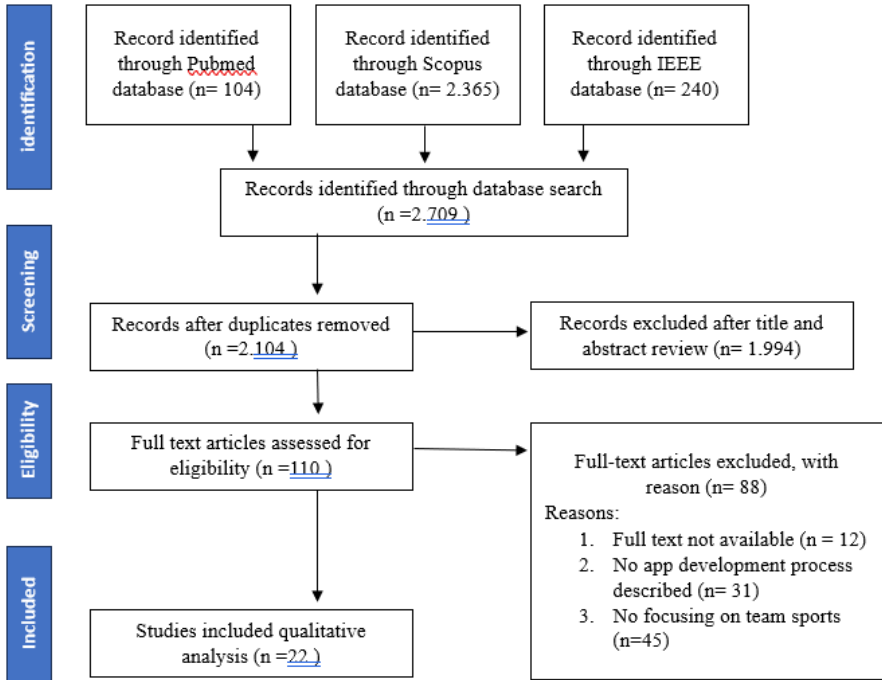 identification
Record identified
through Pubmed
database (n= 104)
Record identified
through Scopus
database (n= 2.365)
Record identified
through IEEE
database (n= 240)
Records identified through database search
(n =2.709 )
Screening
Records after duplicates removed
(n =2.104 )
Records excluded after title and
abstract review (n= 1.994)
Eligibility
Full text articles assessed for
eligibility (n =110 )
Full-text articles excluded, with
reason (n= 88)
Reasons:
1. Full text not available (n = 12)
2. No app development process
described (n= 31)
3. No focusing on team sports
(n=45)
Included
Studies included qualitative
analysis (n =22 )